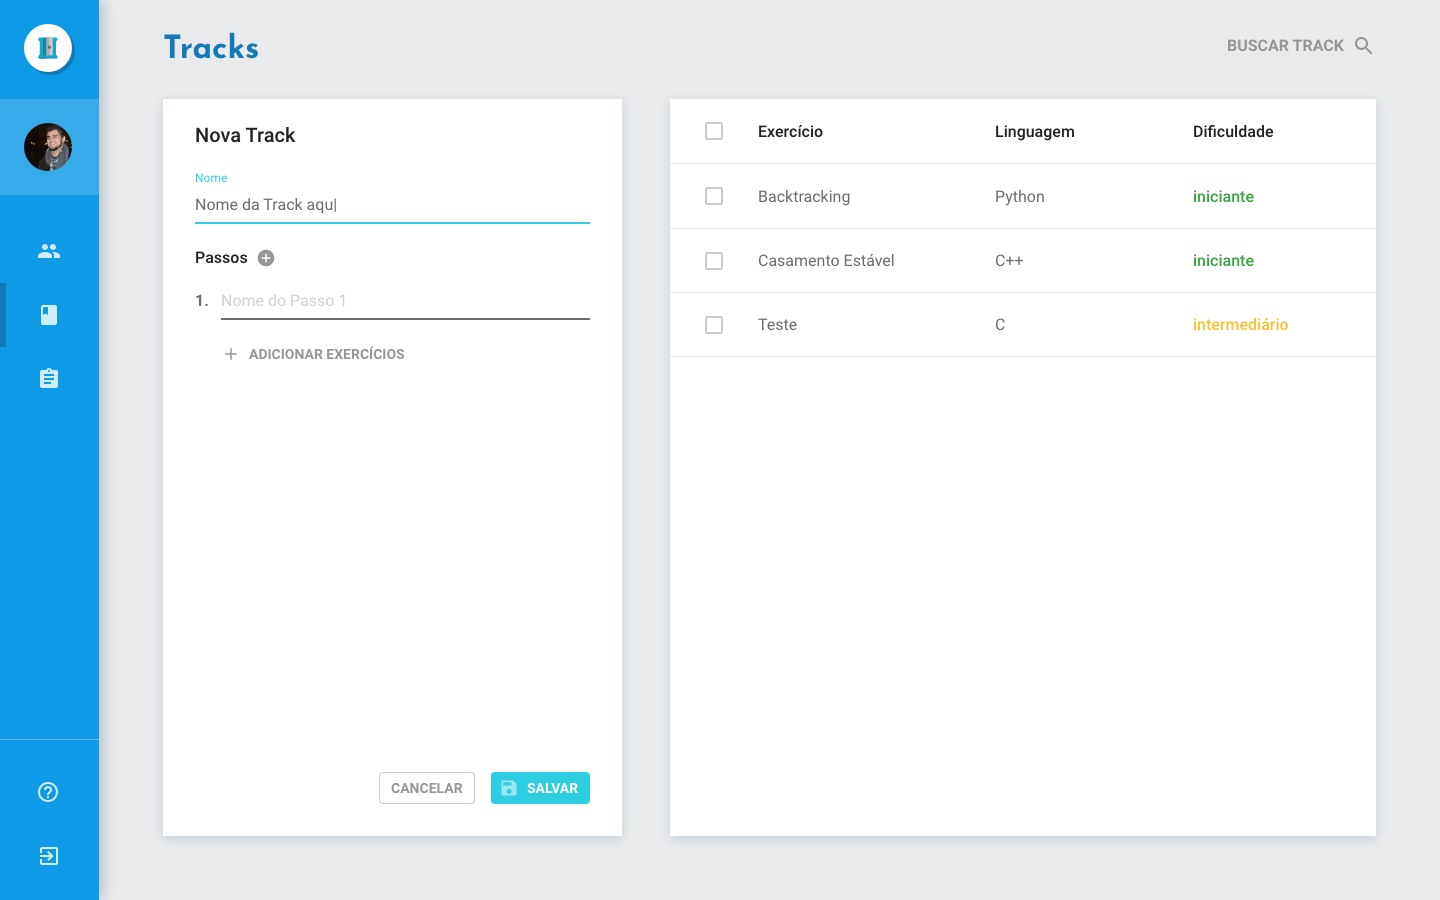 Tracks
BUSCAR TRACK
Nova Track
Nome
Nome da Track aqu|
Passos
1. Nome do Passo 1
ADICIONAR EXERCÍCIOS
CANCELAR
SALVAR
Exercício Linguagem Dificuldade
Backtracking Python iniciante
Casamento Estável C++ iniciante
Teste C intermediário